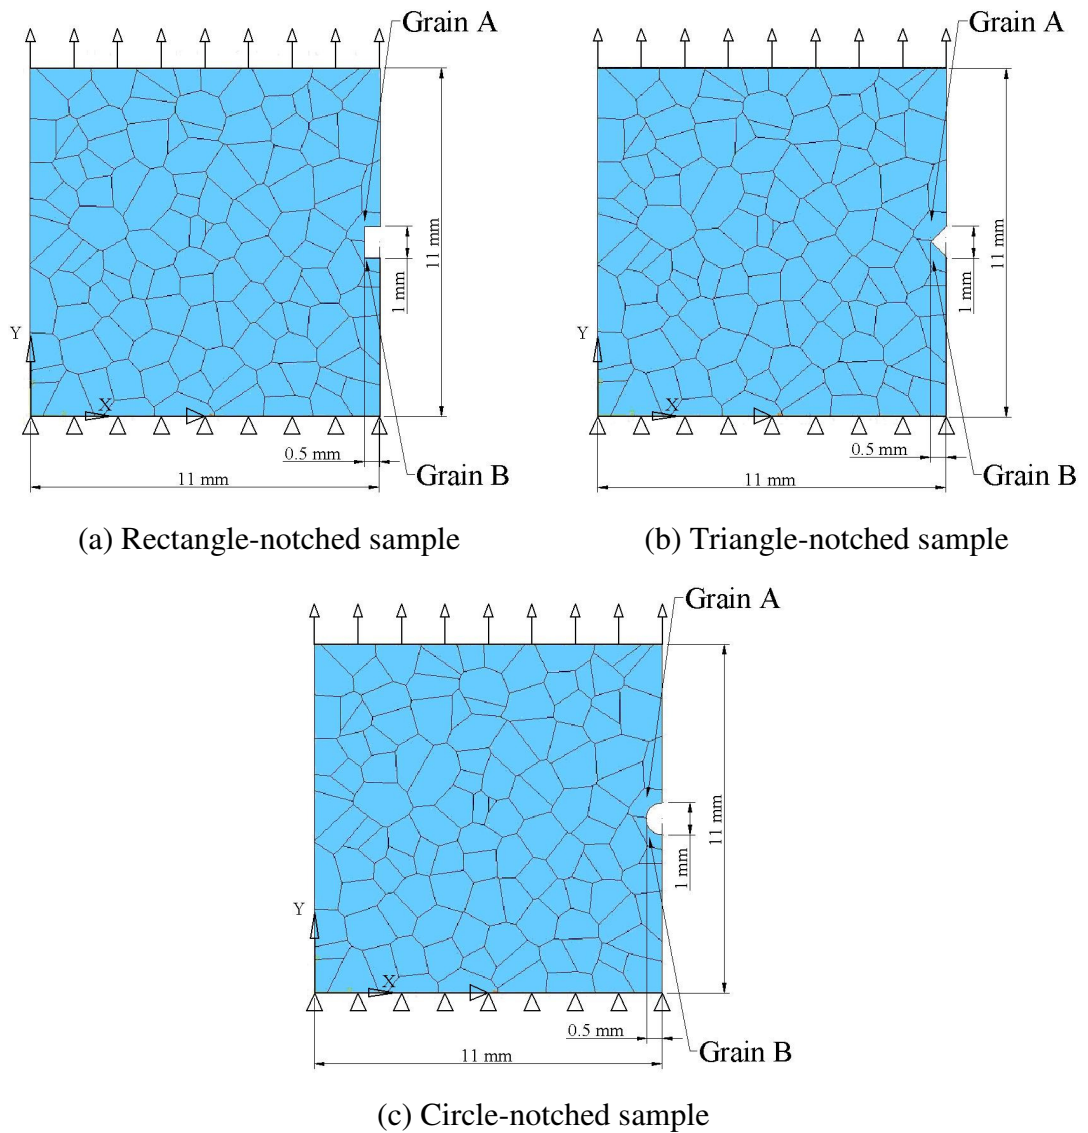 Grain A
11 mm
1 mm
Y
X
0.5 mm
11 mm
Grain B
(a) Rectangle-notched sample
Grain A
11 mm
1 mm
Y
X
0.5 mm
11 mm
Grain B
(b) Triangle-notched sample
Grain A
11 mm
1 mm
Y
X
0.5 mm
11 mm
Grain B
(c) Circle-notched sample